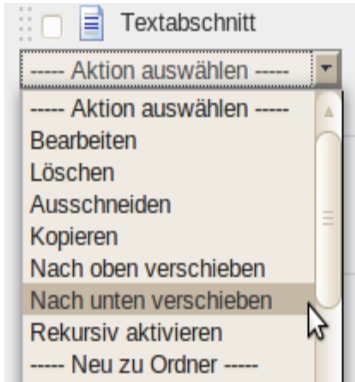 Textabschnitt
----- Aktion auswählen -----
----- Aktion auswählen -----
Bearbeiten
Löschen
Ausschneiden
Kopieren
Nach oben verschieben
Nach unten verschieben
Rekursiv aktivieren
----- Neu zu Ordner -----